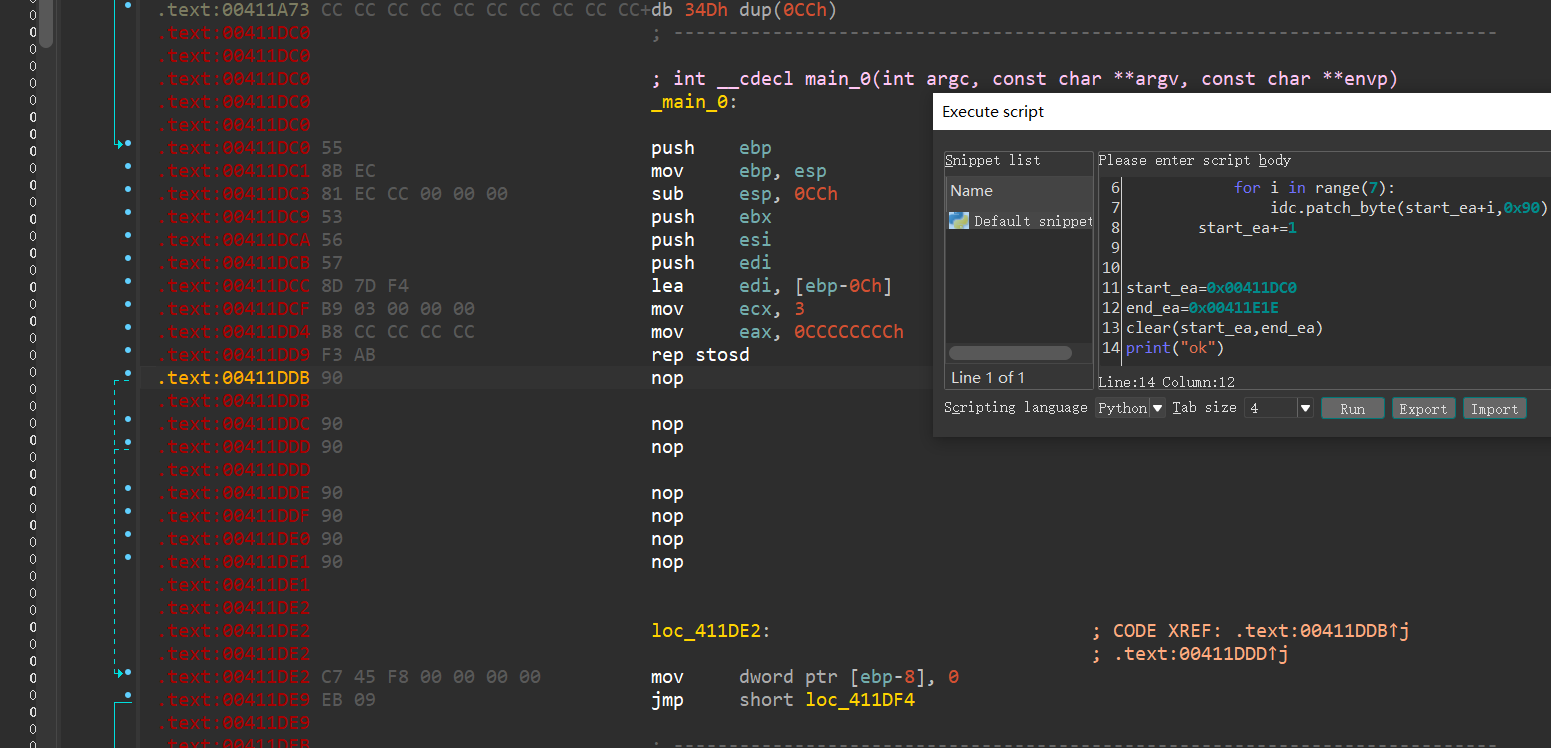 .text:00411A73 CC CC CC CC CC CC CC CC CC CC+db 34Dh dup(0CCh)
.text:00411DC0 ; ---------------------------------------------------------------------------
.text:00411DC0
.text:00411DC0 ; int __cdecl main_0(int argc, const char **argv, const char **envp)
.text:00411DC0 _main_0:
.text:00411DC0
.text:00411DC0 55 push ebp
.text:00411DC1 8B EC mov ebp, esp
.text:00411DC3 81 EC CC 00 00 00 sub esp, 0CCh
.text:00411DC9 53 push ebx
.text:00411DCA 56 push esi
.text:00411DCB 57 push edi
.text:00411DCC 8D 7D F4 lea edi, [ebp-0Ch]
.text:00411DCF B9 03 00 00 00 mov ecx, 3
.text:00411DD4 B8 CC CC CC CC mov eax, 0CCCCCCCCh
.text:00411DD9 F3 AB rep stosd
.text:00411DDB 90 nop
.text:00411DDB
.text:00411DDC 90 nop
.text:00411DDD 90 nop
.text:00411DDD
.text:00411DDE 90 nop
.text:00411DDF 90 nop
.text:00411DE0 90 nop
.text:00411DE1 90 nop
.text:00411DE1
.text:00411DE2
.text:00411DE2 loc_411DE2: ; CODE XREF: .text:00411DDB↑j
.text:00411DE2 ; .text:00411DDD↑j
.text:00411DE2 C7 45 F8 00 00 00 00 mov dword ptr [ebp-8], 0
.text:00411DE9 EB 09 jmp short loc_411DF4
.text:00411DE9
.text:00411DEB ; ---------------------------------------------------------------------------
Execute script
Snippet list
Name
Default snippet
Line 1 of 1
Please enter script body
6 for i in range(7):
7 idc.patch_byte(start_ea+i,0x90)
8 start_ea+=1
9
10
11 start_ea=0x00411DC0
12 end_ea=0x00411E1E
13 clear(start_ea,end_ea)
14 print("ok")
Line:14 Column:12
Scripting language Python Tab size 4 Run Export Import